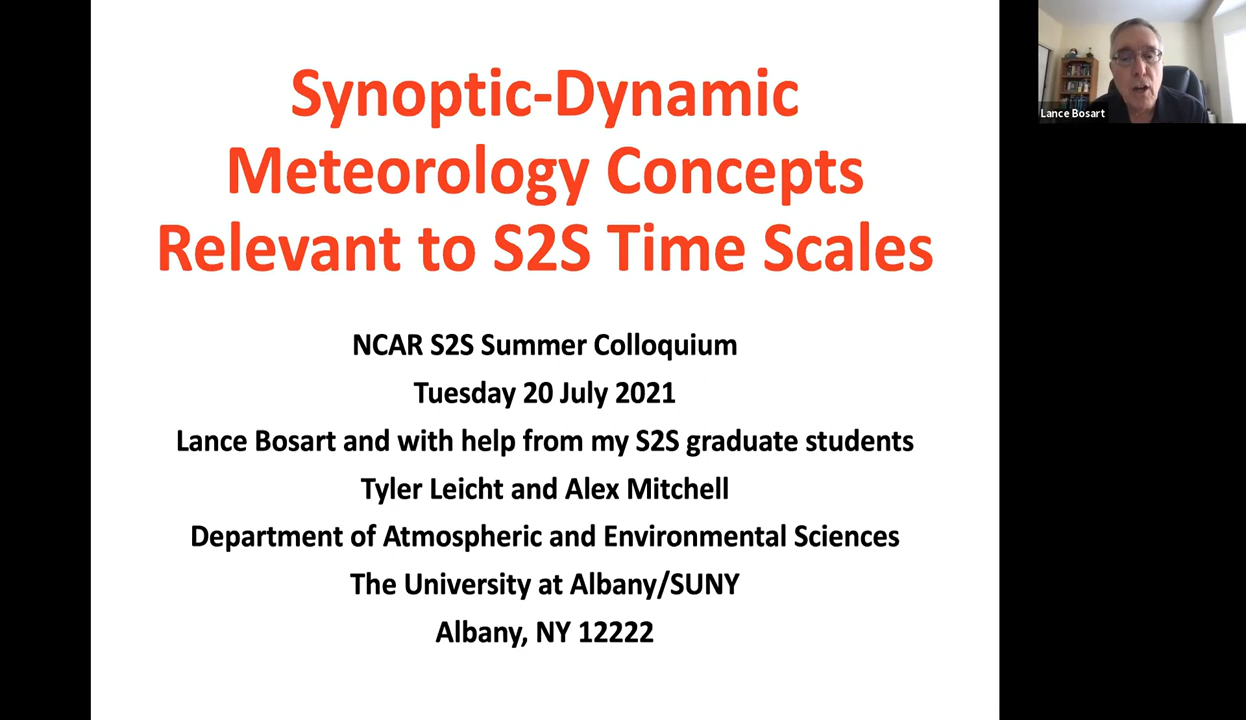 Synoptic-Dynamic
Meteorology Concepts
Relevant to S2S Time Scales
NCAR S2S Summer Colloquium
Tuesday 20 July 2021
Lance Bosart and with help from my S2S graduate students
Tyler Leicht and Alex Mitchell
Department of Atmospheric and Environmental Sciences
The University at Albany/SUNY
Albany, NY 12222
Lance Bosart